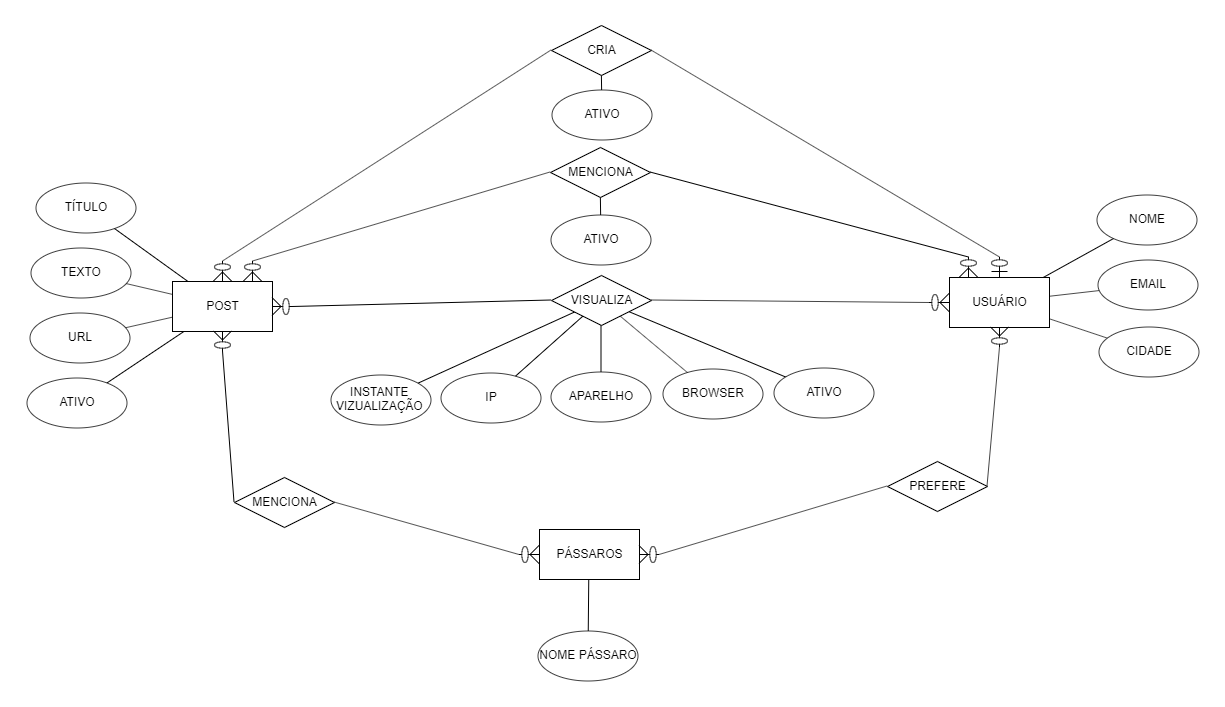 CRIA
ATIVO
MENCIONA
ATIVO
TÍTULO
TEXTO
URL
ATIVO
POST
VISUALIZA
USUÁRIO
NOME
EMAIL
CIDADE
INSTANTE
VIZUALIZAÇÃO
IP
APARELHO
BROWSER
ATIVO
MENCIONA
PREFERE
PÁSSAROS
NOME PÁSSARO